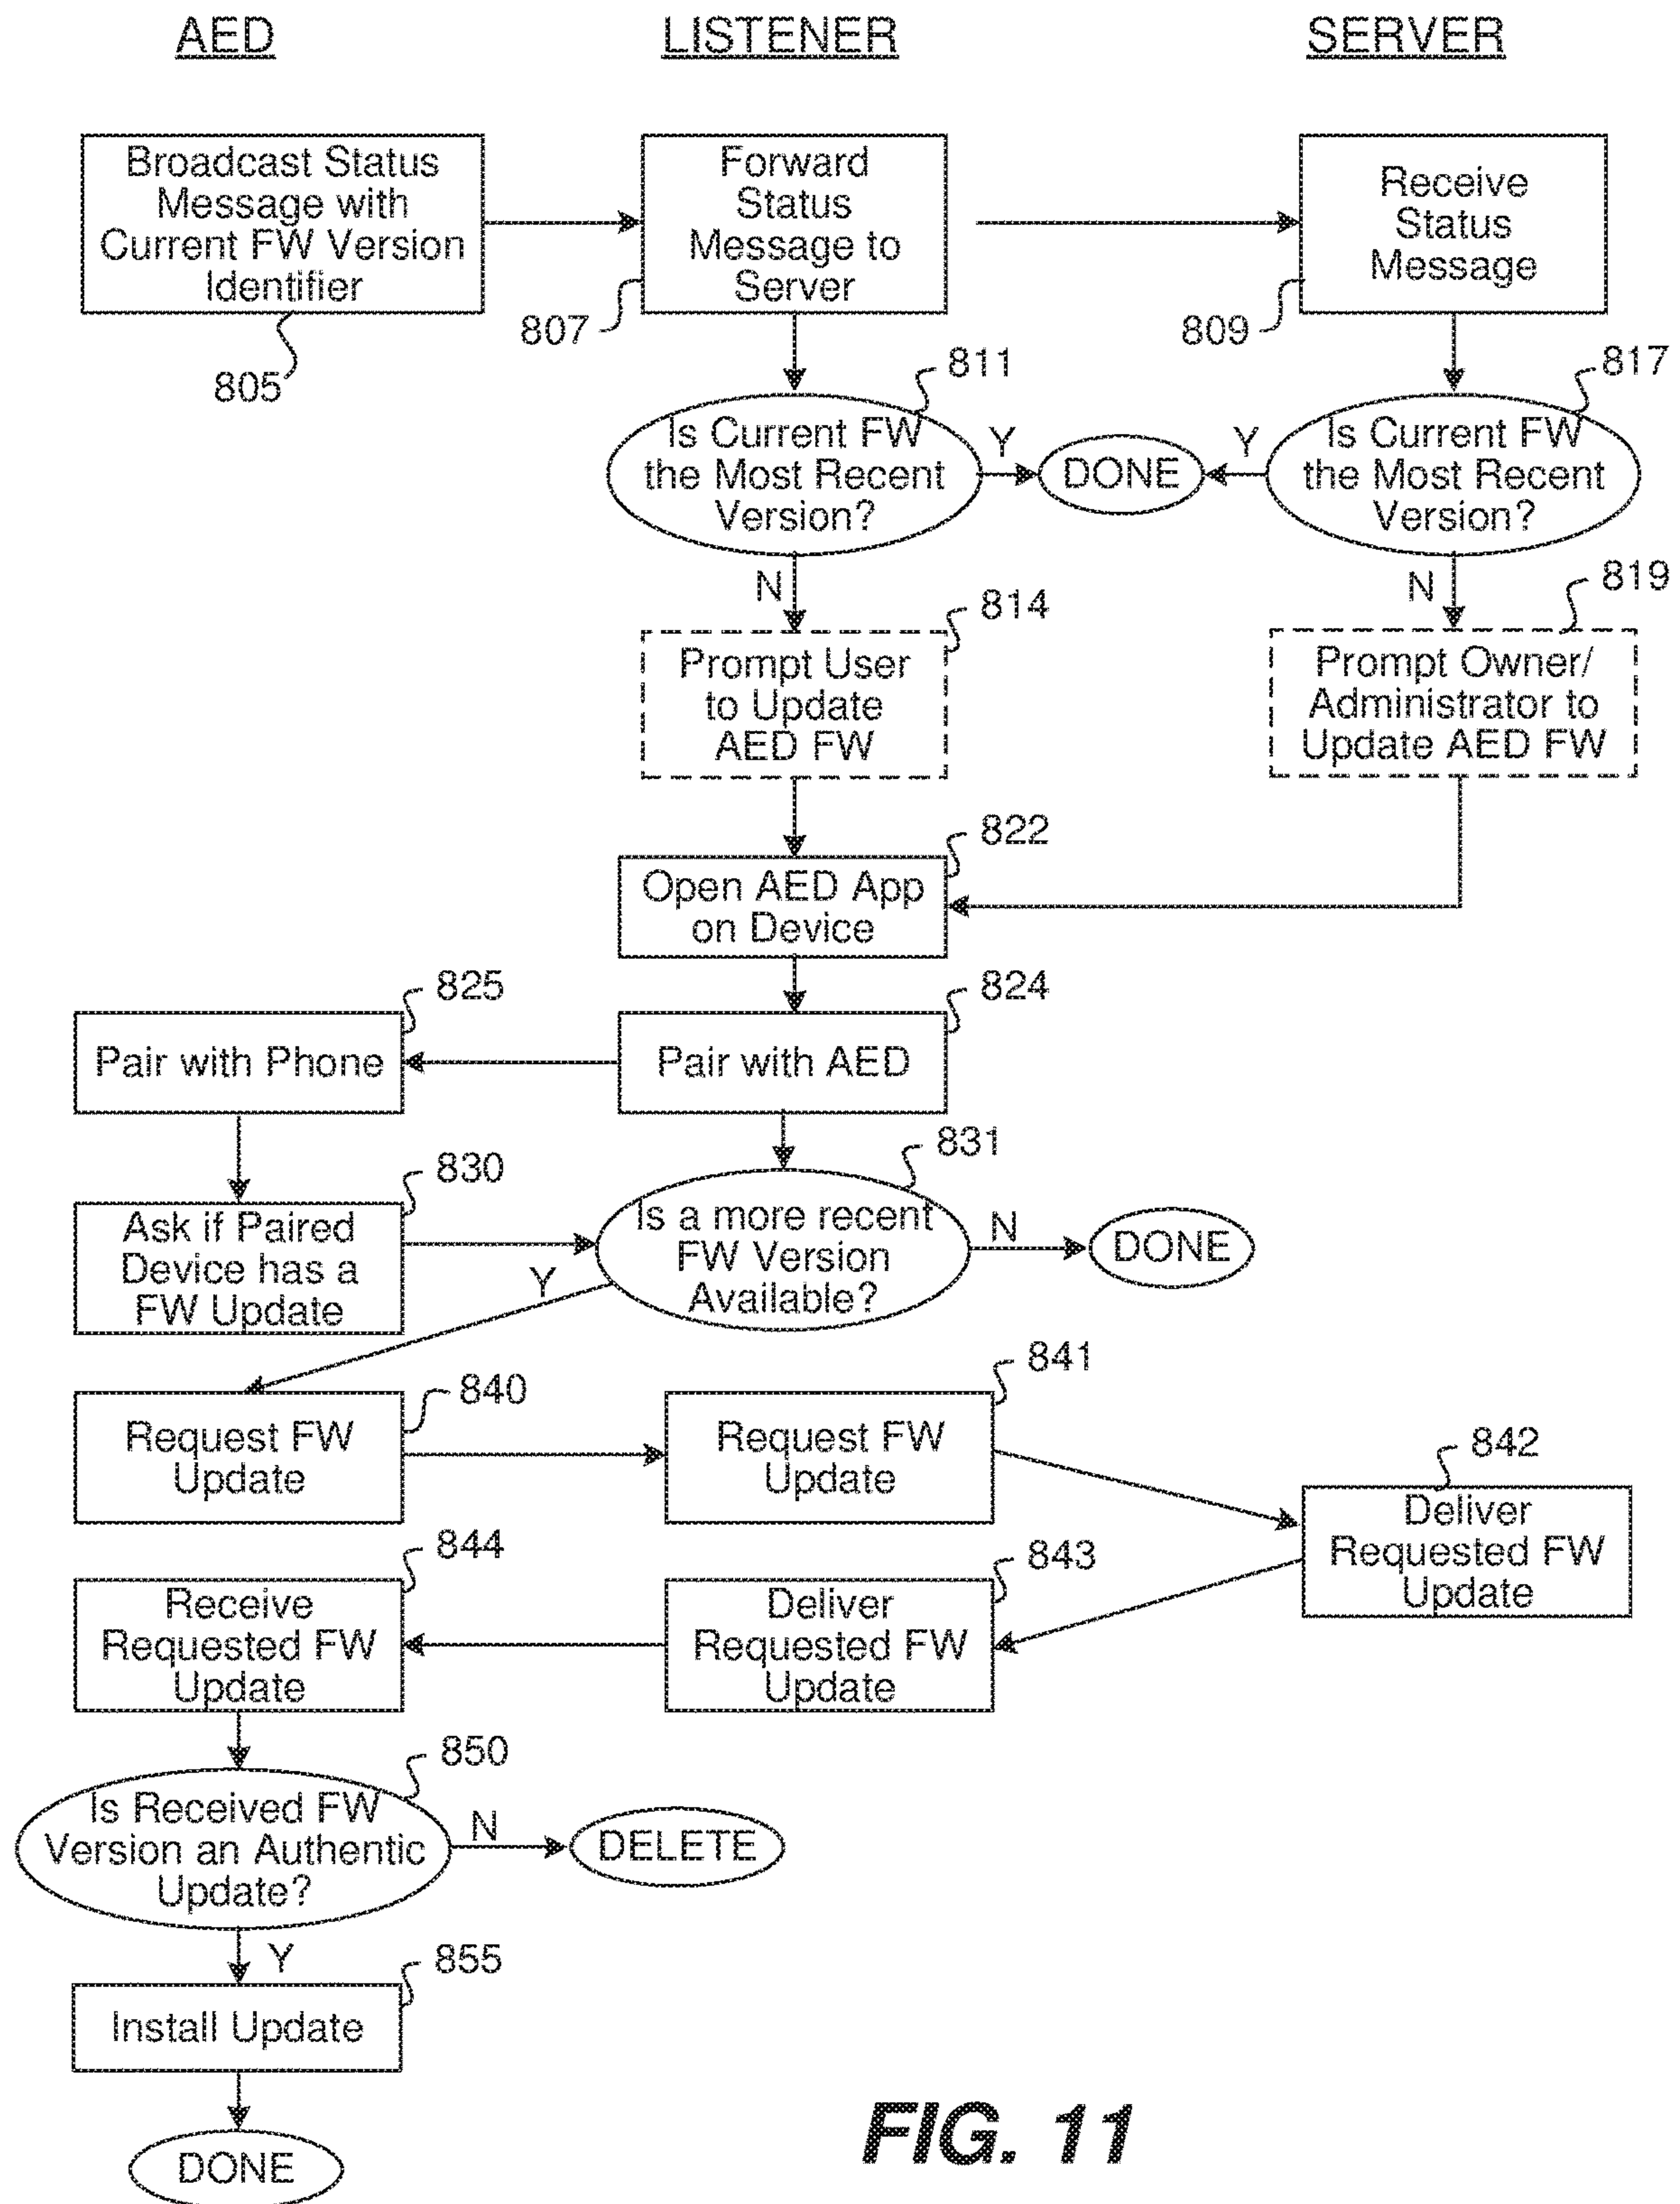 AED
LISTENER
SERVER
Broadcast Status
Message with
Current FW Version
Identifier
805
Forward
Status
Message to
Server
807
Receive
Status
Message
809
811
Is Current FW
the Most Recent
Version?
Y
DONE
Y
817
Is Current FW
the Most Recent
Version?
N
814
Prompt User
to Update
AED FW
N
819
Prompt Owner/
Administrator to
Update AED FW
822
Open AED App
on Device
825
Pair with Phone
824
Pair with AED
830
Ask if Paired
Device has a
FW Update
831
Is a more recent
FW Version
Available?
N
DONE
Y
840
Request FW
Update
841
Request FW
Update
842
Deliver
Requested FW
Update
844
Receive
Requested FW
Update
843
Deliver
Requested FW
Update
850
Is Received FW
Version an Authentic
Update?
N
DELETE
Y
855
Install Update
DONE
FIG. 11